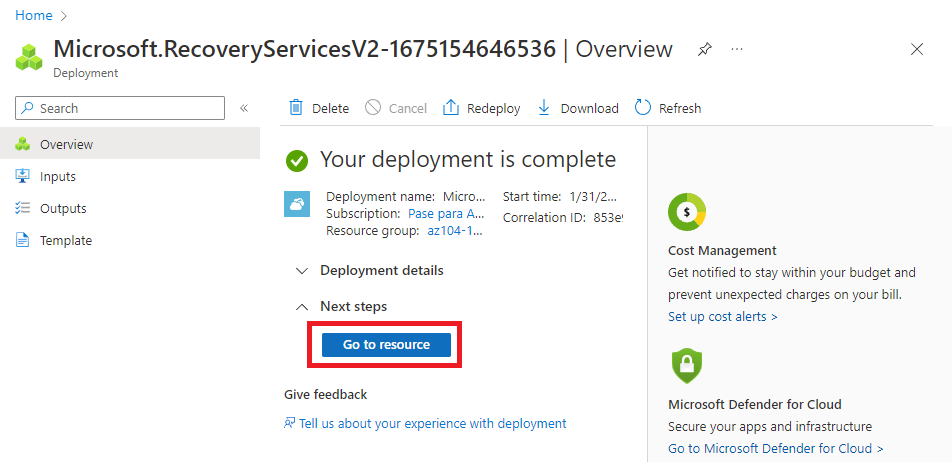 Home
Microsoft.RecoveryServicesV2-1675154646536 | Overview
Deployment
Search
Overview
Inputs
Outputs
Template
Delete Cancel Redeploy Download Refresh
Your deployment is complete
Deployment name: Micro... Start time: 1/31/2...
Subscription: Pase para A... Correlation ID: 853e9
Resource group: az104-1...
Deployment details
Next steps
Go to resource
Give feedback
Tell us about your experience with deployment
Cost Management
Get notified to stay within your budget and
prevent unexpected charges on your bill.
Set up cost alerts >
Microsoft Defender for Cloud
Secure your apps and infrastructure
Go to Microsoft Defender for Cloud >